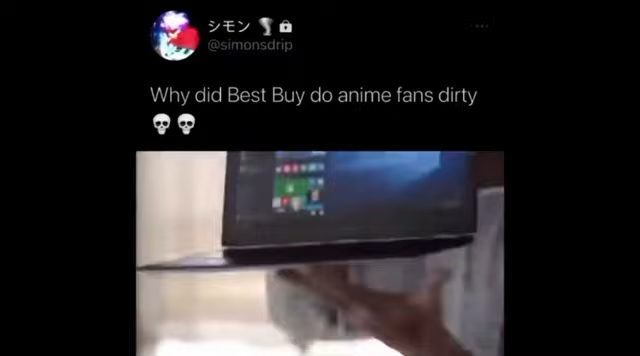 シモン 🌪 🔒
@simonsdrip
Why did Best Buy do anime fans dirty
💀💀